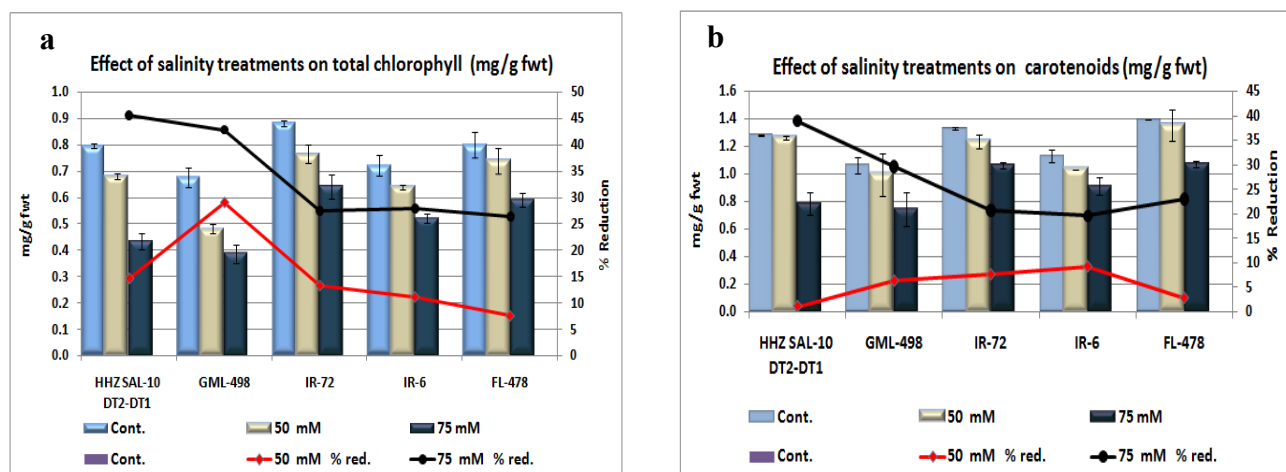 a
Effect of salinity treatments on total chlorophyll (mg/g fwt)
1.0
0.9
0.8
0.7
0.6
0.5
0.4
0.3
0.2
0.1
0.0
mg/g fwt
50
45
40
35
30
25
20
15
10
5
0
% Reduction
HHZ SAL-10 GML-498 IR-72 IR-6 FL-478
DT2-DT1
Cont. 50 mM 75 mM
Cont. 50 mM % red. 75 mM % red.
b
Effect of salinity treatments on carotenoids (mg/g fwt)
1.6
1.4
1.2
1.0
0.8
0.6
0.4
0.2
0.0
mg/g fwt
45
40
35
30
25
20
15
10
5
0
% Reduction
HHZ SAL-10 GML-498 IR-72 IR-6 FL-478
DT2-DT1
Cont. 50 mM 75 mM
Cont. 50 mM % red. 75 mM % red.